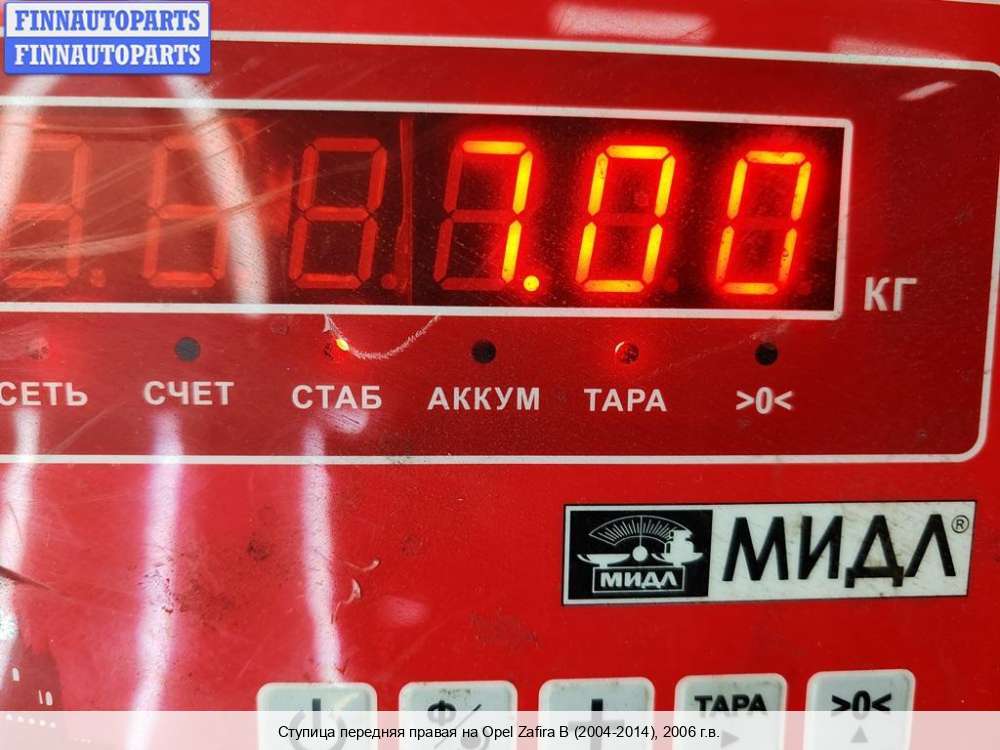 FINNAUTOPARTS
FINNAUTOPARTS
7.00
КГ
СЕТЬ СЧЕТ СТАБ АККУМ ТАРА >0<
МИДЛ МИДЛ®
ТАРА >0<
Ступица передняя правая на Opel Zafira B (2004-2014), 2006 г.в.